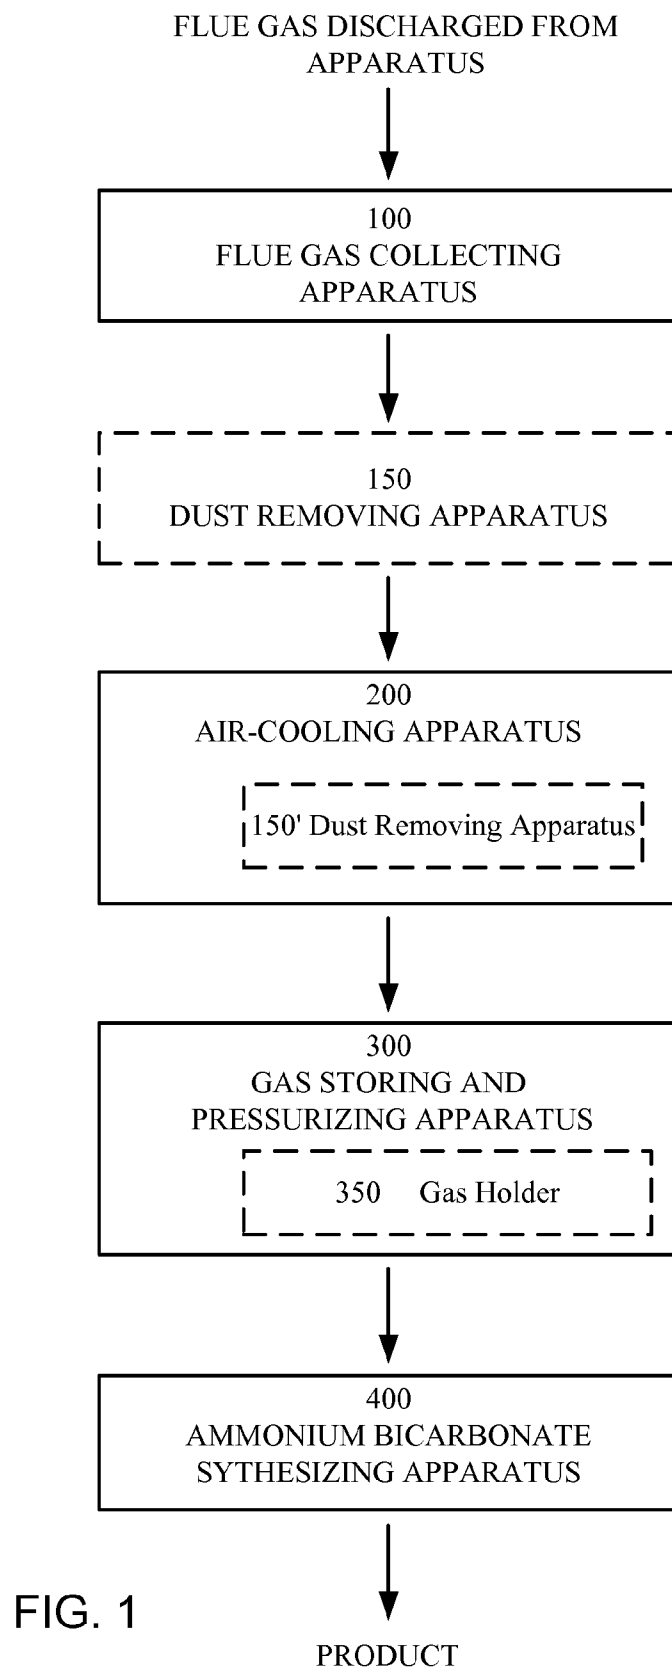 FLUE GAS DISCHARGED FROM
APPARATUS
100
FLUE GAS COLLECTING
APPARATUS
150
DUST REMOVING APPARATUS
200
AIR-COOLING APPARATUS
150' Dust Removing Apparatus
300
GAS STORING AND
PRESSURIZING APPARATUS
350 Gas Holder
400
AMMONIUM BICARBONATE
SYTHESIZING APPARATUS
FIG. 1
PRODUCT